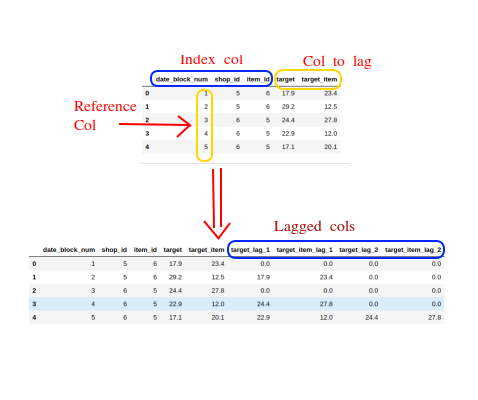 Index col
Col to lag
date_block_num shop_id item_id target target_item
0 1 5 6 17.9 23.4
1 2 5 6 29.2 12.5
2 3 6 5 24.4 27.8
3 4 6 5 22.9 12.0
4 5 6 5 17.1 20.1
Reference
Col
Lagged cols
date_block_num shop_id item_id target target_item target_lag_1 target_item_lag_1 target_lag_2 target_item_lag_2
0 1 5 6 17.9 23.4 0.0 0.0 0.0 0.0
1 2 5 6 29.2 12.5 17.9 23.4 0.0 0.0
2 3 6 5 24.4 27.8 0.0 0.0 0.0 0.0
3 4 6 5 22.9 12.0 24.4 27.8 0.0 0.0
4 5 6 5 17.1 20.1 22.9 12.0 24.4 27.8